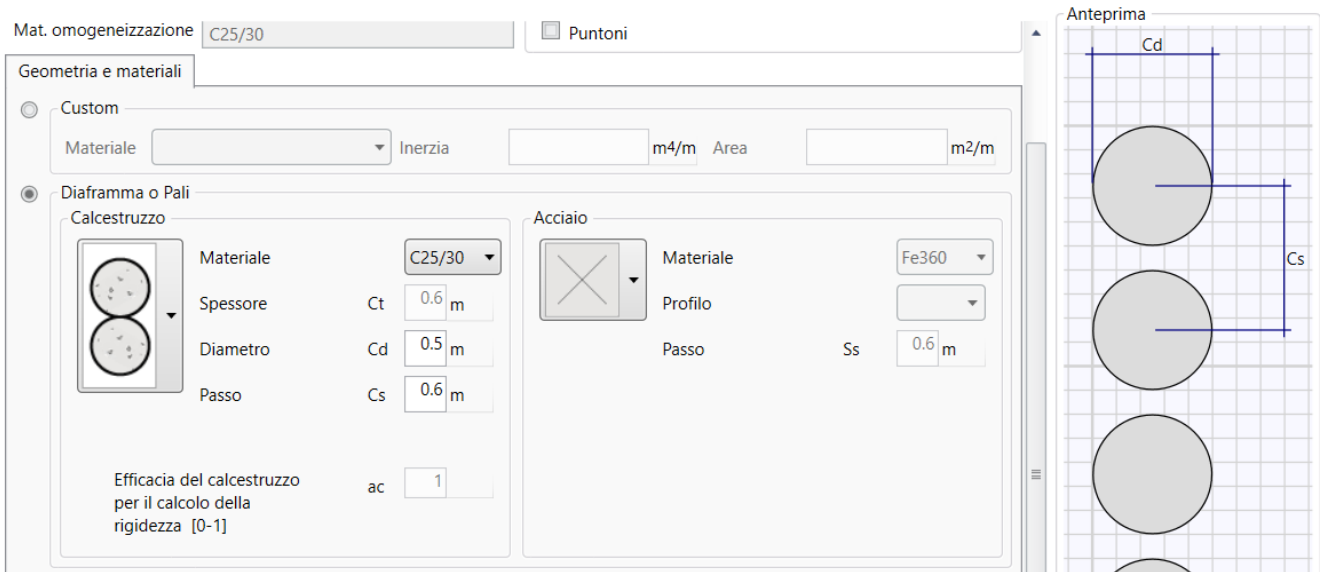 Mat. omogeneizzazione C25/30 Puntoni
Geometria e materiali
Custom
Materiale Inerzia m4/m Area m2/m
Diaframma o Pali
Calcestruzzo
Materiale C25/30
Spessore Ct 0.6 m
Diametro Cd 0.5 m
Passo Cs 0.6 m
Efficacia del calcestruzzo
per il calcolo della
rigidezza [0-1]
ac 1
Acciaio
Materiale Fe360
Profilo
Passo Ss 0.6 m
Anteprima
Cd
Cs